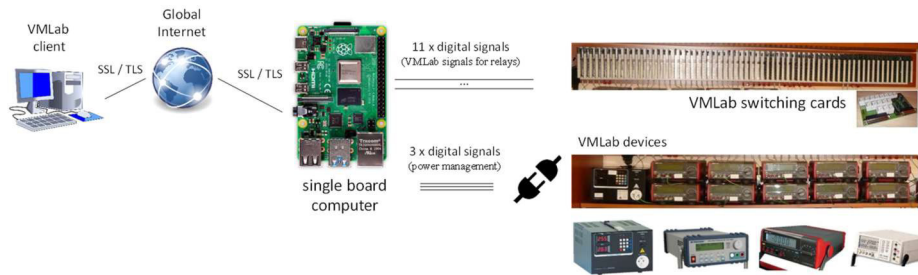 VMLab
client
Global
Internet
SSL / TLS
SSL / TLS
single board
computer
11 x digital signals
(VMLab signals for relays)
...
3 x digital signals
(power management)
VMLab switching cards
VMLab devices